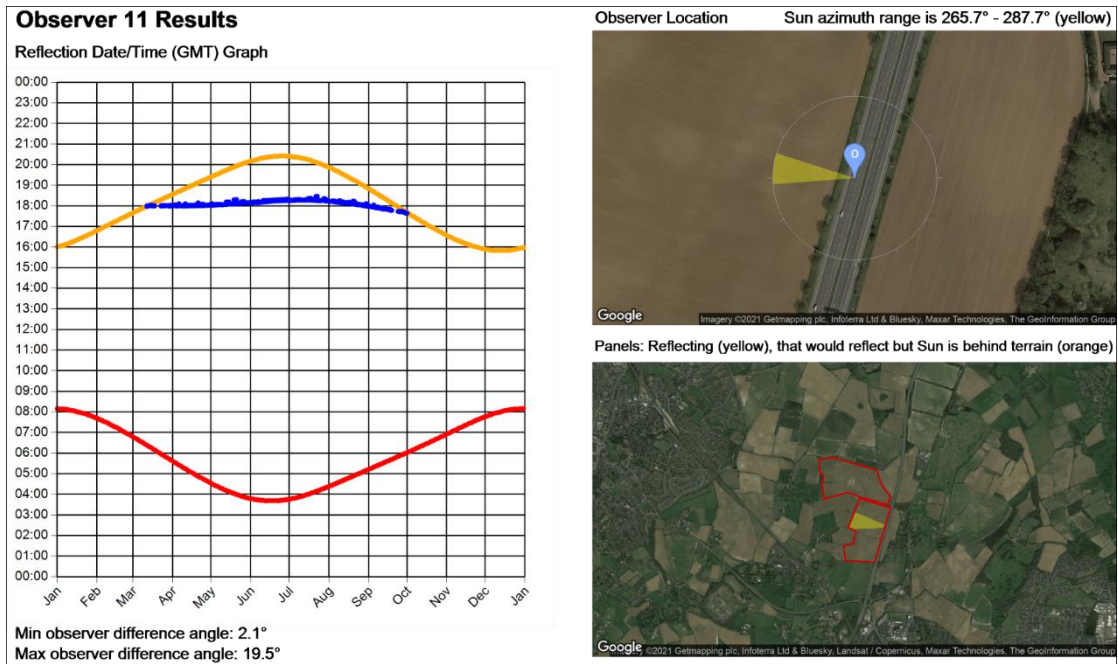 Observer 11 Results
Reflection Date/Time (GMT) Graph
00:00
23:00
22:00
21:00
20:00
19:00
18:00
17:00
16:00
15:00
14:00
13:00
12:00
11:00
10:00
09:00
08:00
07:00
06:00
05:00
04:00
03:00
02:00
01:00
00:00
Jan Feb Mar Apr May Jun Jul Aug Sep Oct Nov Dec Jan
Min observer difference angle: 2.1°
Max observer difference angle: 19.5°
Observer Location Sun azimuth range is 265.7° - 287.7° (yellow)
0
Google Imagery ©2021 Getmapping plc, Infoterra Ltd & Bluesky, Maxar Technologies, The GeoInformation Group
Panels: Reflecting (yellow), that would reflect but Sun is behind terrain (orange)
Google Imagery ©2021 Getmapping plc, Infoterra Ltd & Bluesky, Landsat / Copernicus, Maxar Technologies, The GeoInformation Group